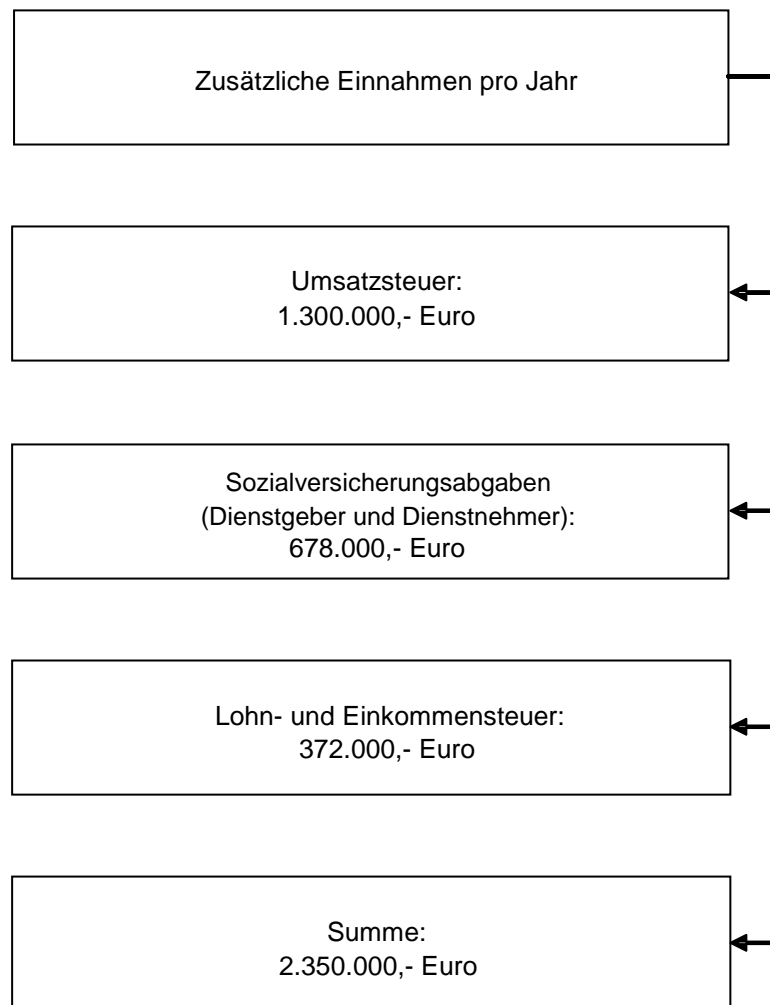 Zusätzliche Einnahmen pro Jahr
Umsatzsteuer:
1.300.000,- Euro
Sozialversicherungsabgaben
(Dienstgeber und Dienstnehmer):
678.000,- Euro
Lohn- und Einkommensteuer:
372.000,- Euro
Summe:
2.350.000,- Euro